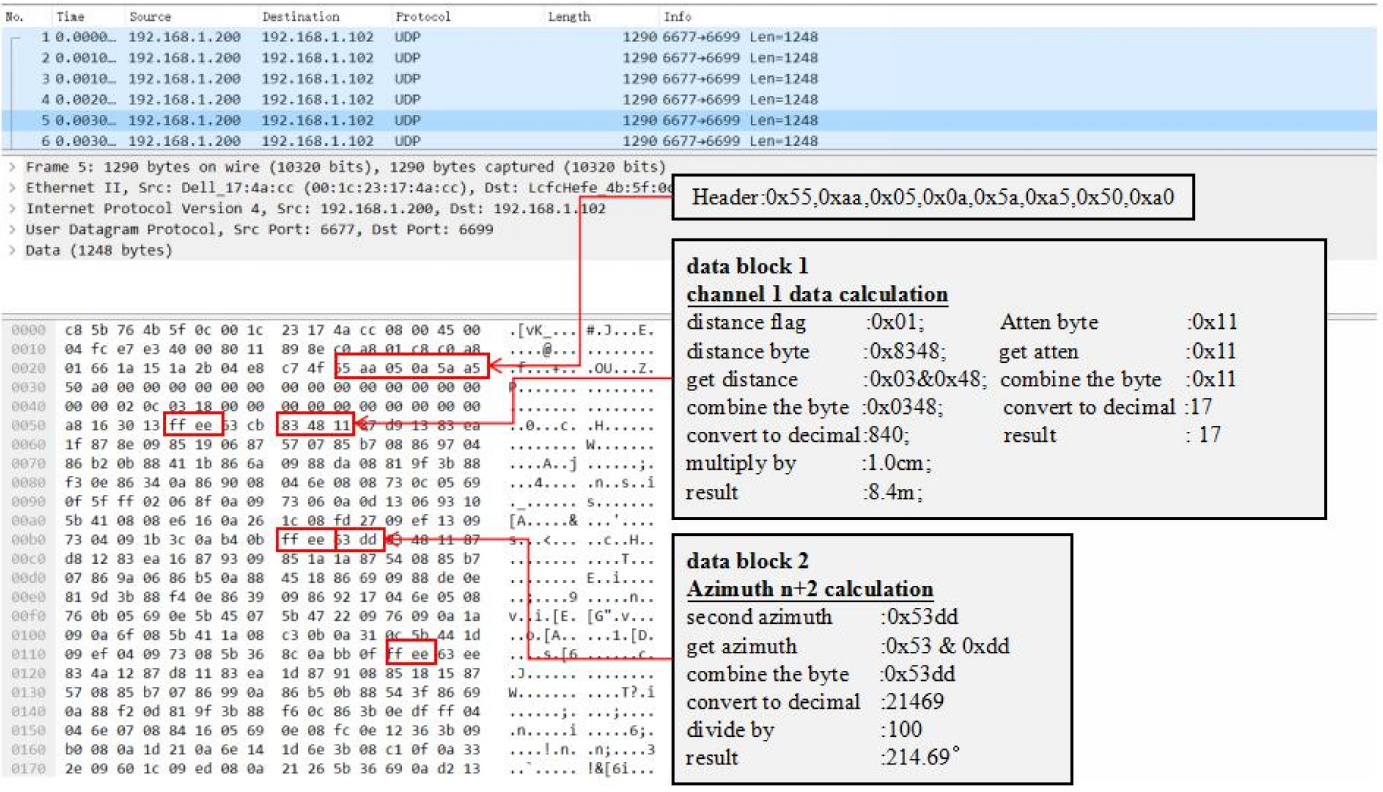 No. Time Source Destination Protocol Length Info
1 0.0000… 192.168.1.200 192.168.1.102 UDP 1290 6677→6699 Len=1248
2 0.0010… 192.168.1.200 192.168.1.102 UDP 1290 6677→6699 Len=1248
3 0.0010… 192.168.1.200 192.168.1.102 UDP 1290 6677→6699 Len=1248
4 0.0020… 192.168.1.200 192.168.1.102 UDP 1290 6677→6699 Len=1248
5 0.0030… 192.168.1.200 192.168.1.102 UDP 1290 6677→6699 Len=1248
6 0.0030… 192.168.1.200 192.168.1.102 UDP 1290 6677→6699 Len=1248
> Frame 5: 1290 bytes on wire (10320 bits), 1290 bytes captured (10320 bits)
> Ethernet II, Src: Dell_17:4a:cc (00:1c:23:17:4a:cc), Dst: LcfcHefe_4b:5f:0c
> Internet Protocol Version 4, Src: 192.168.1.200, Dst: 192.168.1.102
> User Datagram Protocol, Src Port: 6677, Dst Port: 6699
> Data (1248 bytes)
Header:0x55,0xaa,0x05,0x0a,0x5a,0xa5,0x50,0xa0
data block 1
channel 1 data calculation
distance flag :0x01; Atten byte :0x11
distance byte :0x8348; get atten :0x11
get distance :0x03&0x48; combine the byte :0x11
combine the byte :0x0348; convert to decimal :17
convert to decimal:840; result : 17
multiply by :1.0cm;
result :8.4m;
data block 2
Azimuth n+2 calculation
second azimuth :0x53dd
get azimuth :0x53 & 0xdd
combine the byte :0x53dd
convert to decimal :21469
divide by :100
result :214.69°
0000 c8 5b 76 4b 5f 0c 00 1c 23 17 4a cc 08 00 45 00 .[vK_... #.J...E.
0010 04 fc e7 e3 40 00 80 11 89 8e c0 a8 01 c8 c0 a8 ....@... ........
0020 01 66 1a 15 1a 2b 04 e8 c7 4f 55 aa 05 0a 5a a5 .f...+.. .OU...Z.
0030 50 a0 00 00 00 00 00 00 00 00 00 00 00 00 00 00 P....... ........
0040 00 00 02 0c 03 18 00 00 00 00 00 00 00 00 00 00 ........ ........
0050 a8 16 30 13 ff ee 63 cb 83 48 11 87 d9 13 83 ea ..0...c. .H......
0060 1f 87 8e 09 85 19 06 87 57 07 85 b7 08 86 97 04 ........ W.......
0070 86 b2 0b 88 41 1b 86 6a 09 88 da 08 81 9f 3b 88 ....A..j ......;.
0080 f3 0e 86 34 0a 86 90 08 04 6e 08 08 73 0c 05 69 ...4.... .n..s..i
0090 0f 5f ff 02 06 8f 0a 09 73 06 0a 0d 13 06 93 10 ._...... s.......
00a0 5b 41 08 08 e6 16 0a 26 1c 08 fd 27 09 ef 13 09 [A.....& ...'....
00b0 73 04 09 1b 3c 0a b4 0b ff ee 63 dd 83 48 11 87 s...<... ..c..H..
00c0 d8 12 83 ea 16 87 93 09 85 1a 1a 87 54 08 85 b7 ........ ....T...
00d0 07 86 9a 06 86 b5 0a 88 45 18 86 69 09 88 de 0e ........ E..i....
00e0 81 9d 3b 88 f4 0e 86 39 09 86 92 17 04 6e 05 08 ..;....9 .....n..
00f0 76 0b 05 69 0e 5b 45 07 5b 47 22 09 76 09 0a 1a v..i.[E. [G".v...
0100 09 0a 6f 08 5b 41 1a 08 c3 0b 0a 31 0c 5b 44 1d ..o.[A.. ...1.[D.
0110 09 ef 04 09 73 08 5b 36 8c 0a bb 0f ff ee 63 ee ....s.[6 ......c.
0120 83 4a 12 87 d8 11 83 ea 1d 87 91 08 85 18 15 87 .J...... ........
0130 57 08 85 b7 07 86 99 0a 86 b5 0b 88 54 3f 86 69 W....... ....T?.i
0140 0a 88 f2 0d 81 9f 3b 88 f6 0c 86 3b 0e df ff 04 ......;. ...;....
0150 04 6e 07 08 84 16 05 69 0e 08 fc 0e 12 36 3b 09 .n.....i .....6;.
0160 b0 08 0a 1d 21 0a 6e 14 1d 6e 3b 08 c1 0f 0a 33 ....!.n. .n;....3
0170 2e 09 60 1c 09 ed 08 0a 21 26 5b 36 69 0a d2 13 ..`..... !&[6i...